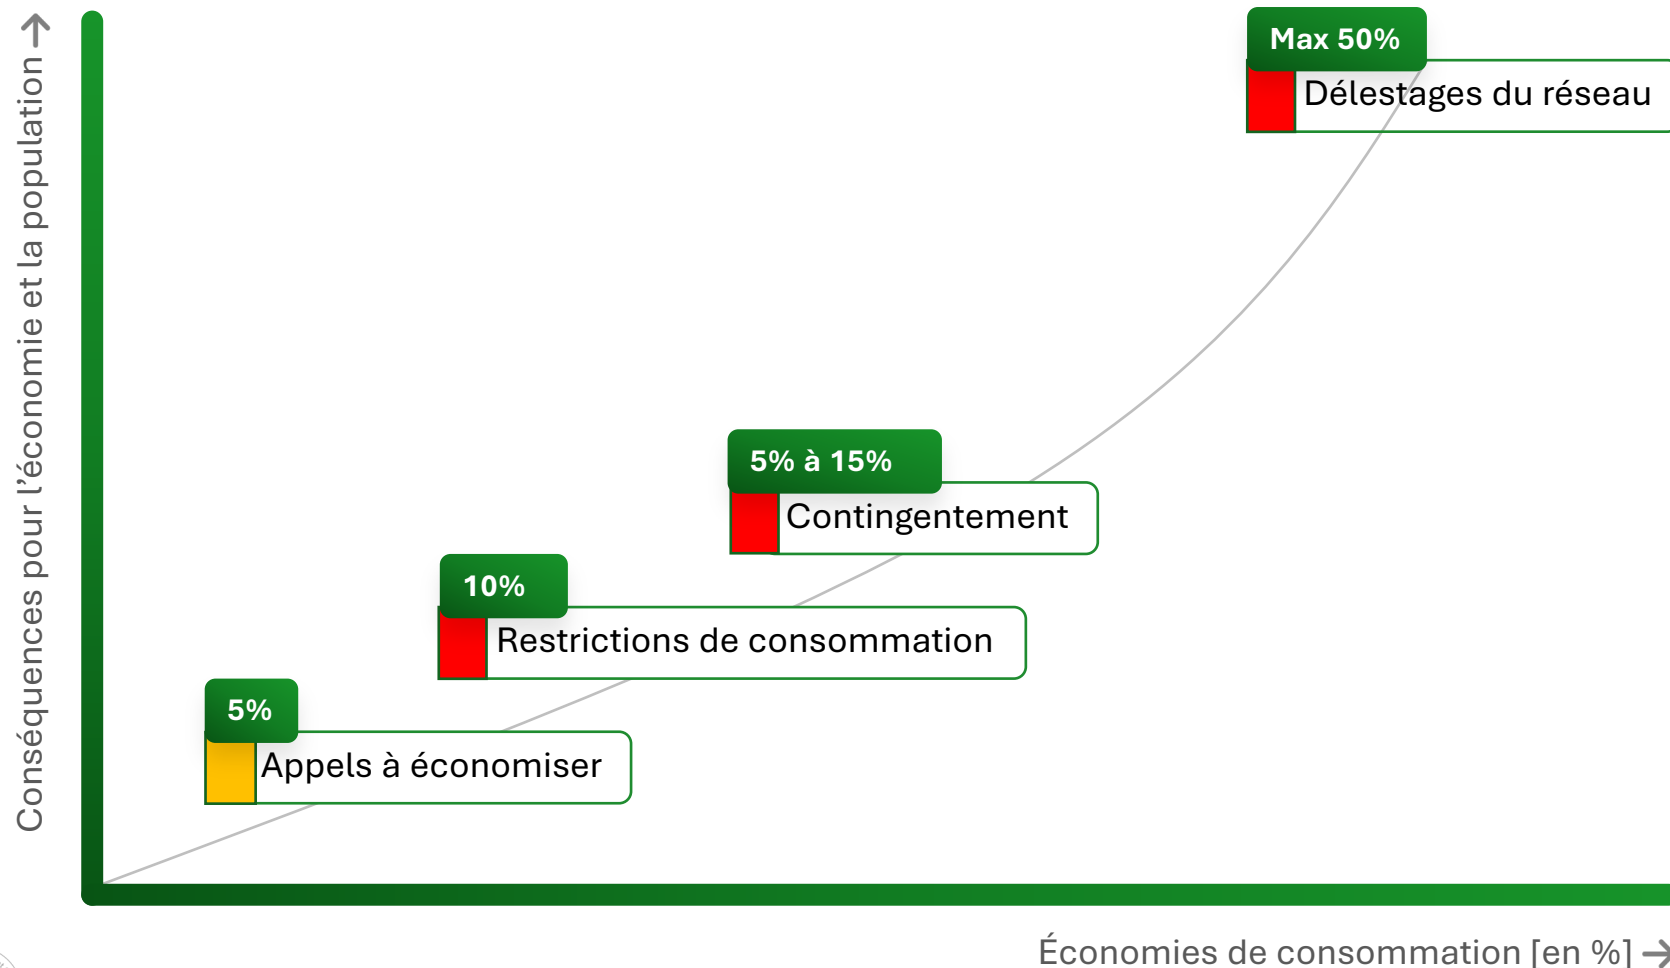 Conséquences pour l'économie et la population →
Max 50%
Délestages du réseau
5% à 15%
Contingentement
10%
Restrictions de consommation
5%
Appels à économiser
Économies de consommation [en %] →